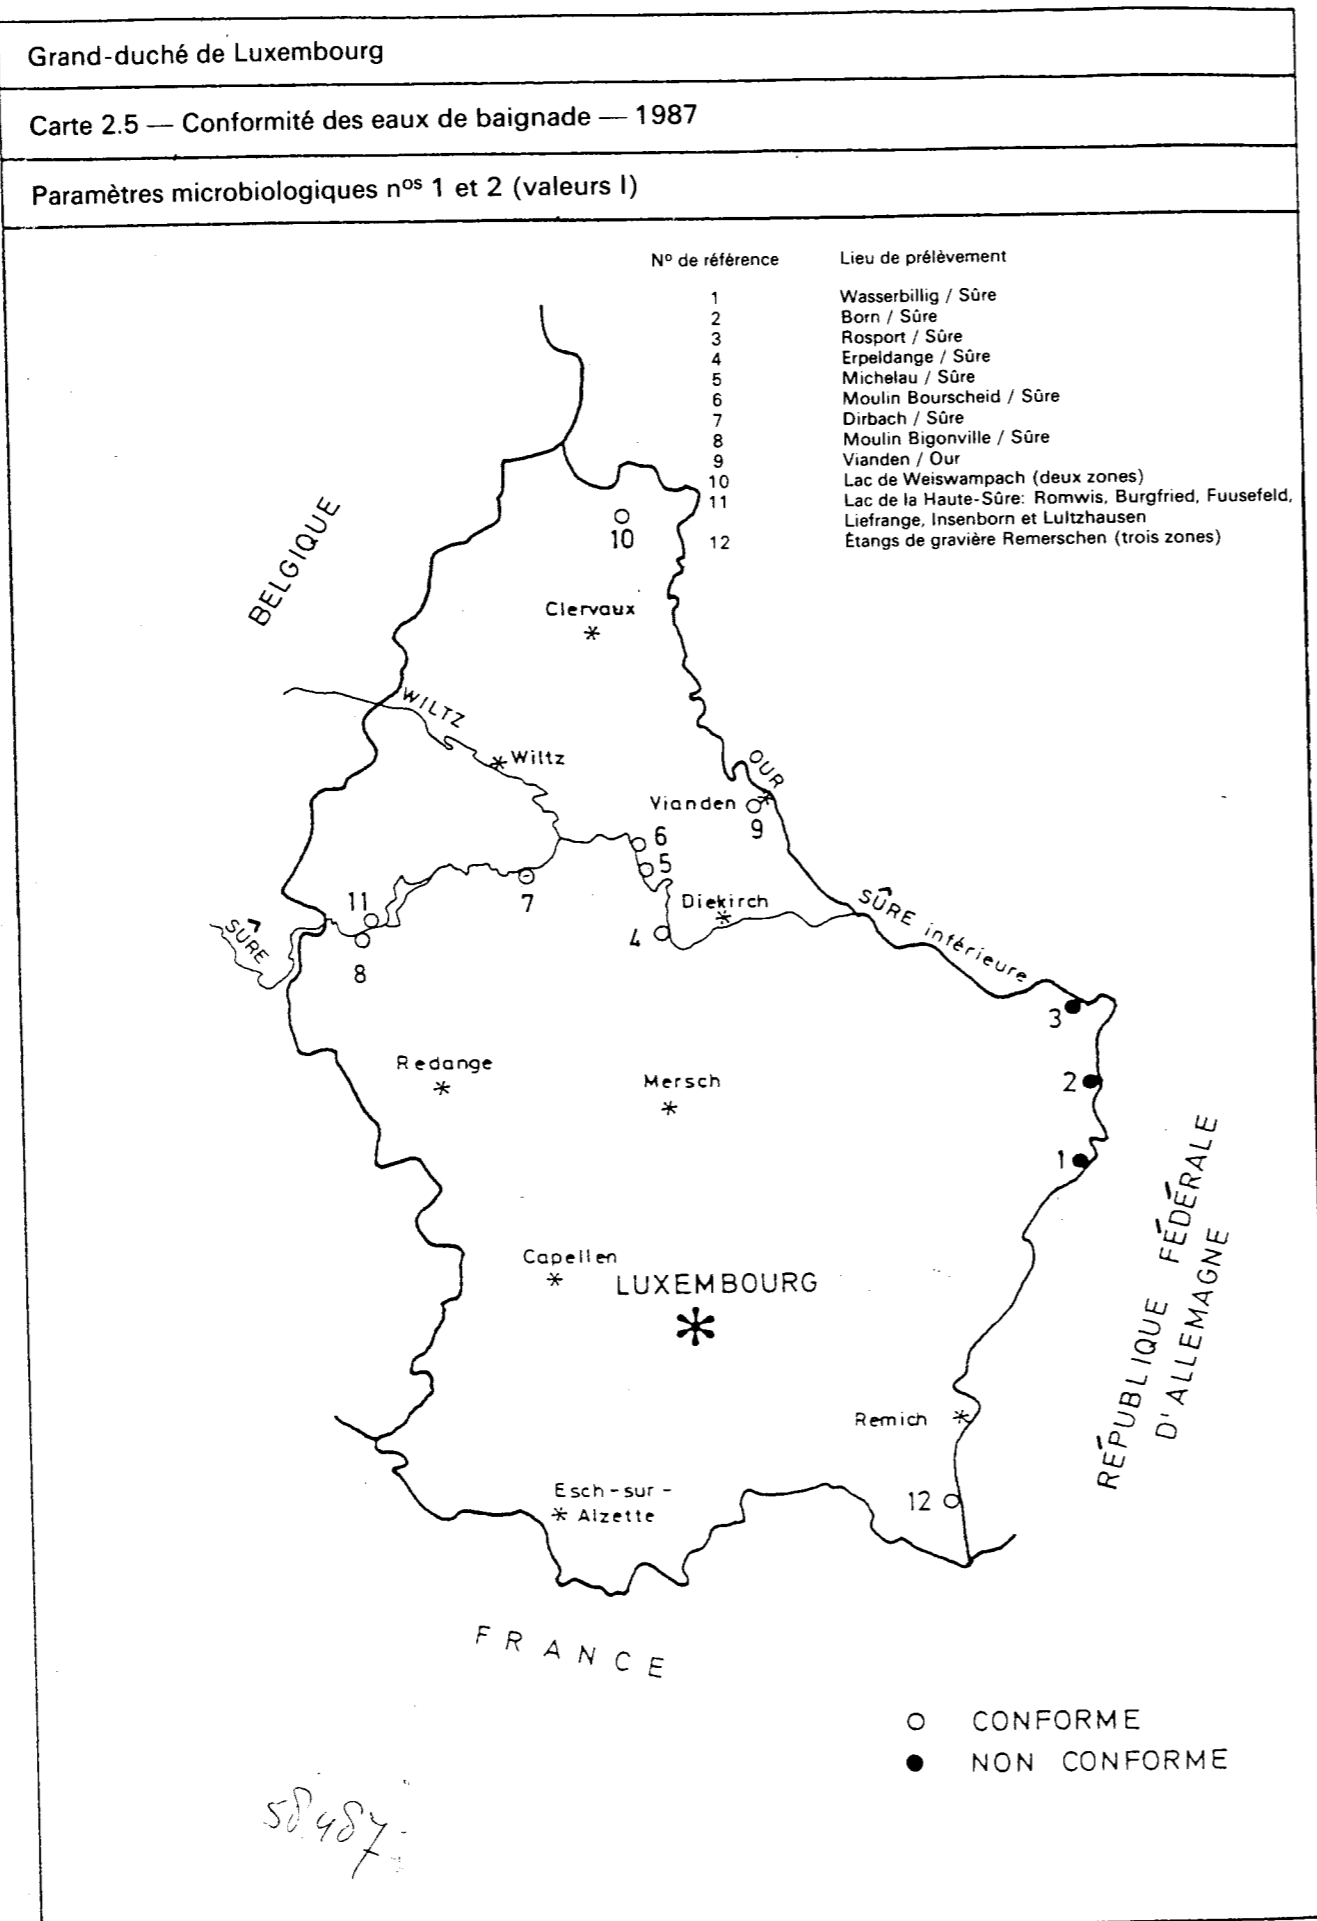 Grand-duché de Luxembourg
Carte 2.5 — Conformité des eaux de baignade — 1987
Paramètres microbiologiques nos 1 et 2 (valeurs I)
Nº de référence Lieu de prélèvement
1 Wasserbillig / Sûre
2 Born / Sûre
3 Rosport / Sûre
4 Erpeldange / Sûre
5 Michelau / Sûre
6 Moulin Bourscheid / Sûre
7 Dirbach / Sûre
8 Moulin Bigonville / Sûre
9 Vianden / Our
10 Lac de Weiswampach (deux zones)
11 Lac de la Haute-Sûre: Romwis, Burgfried, Fuusefeld,
Liefrange, Insenborn et Lultzhausen
12 Étangs de gravière Remerschen (trois zones)
BELGIQUE
10
Clervaux
WILTZ
Wiltz
OUR
Vianden
9
6
5
7
11
8
SÛRE
Diekirch
4
SÛRE intérieure
3
2
1
Redange
Mersch
Capellen
LUXEMBOURG
RÉPUBLIQUE FÉDÉRALE
D'ALLEMAGNE
Remich
12
Esch-sur-
Alzette
FRANCE
CONFORME
NON CONFORME
58.487